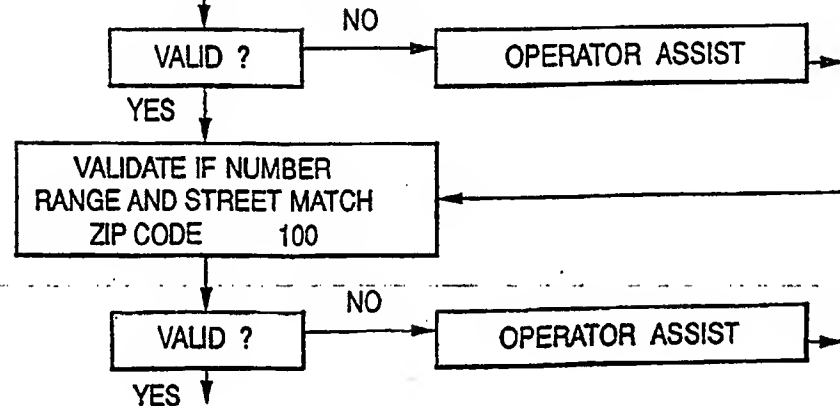 NO
VALID ?
OPERATOR ASSIST
YES
VALIDATE IF NUMBER
RANGE AND STREET MATCH
ZIP CODE 100
NO
VALID ?
OPERATOR ASSIST
YES